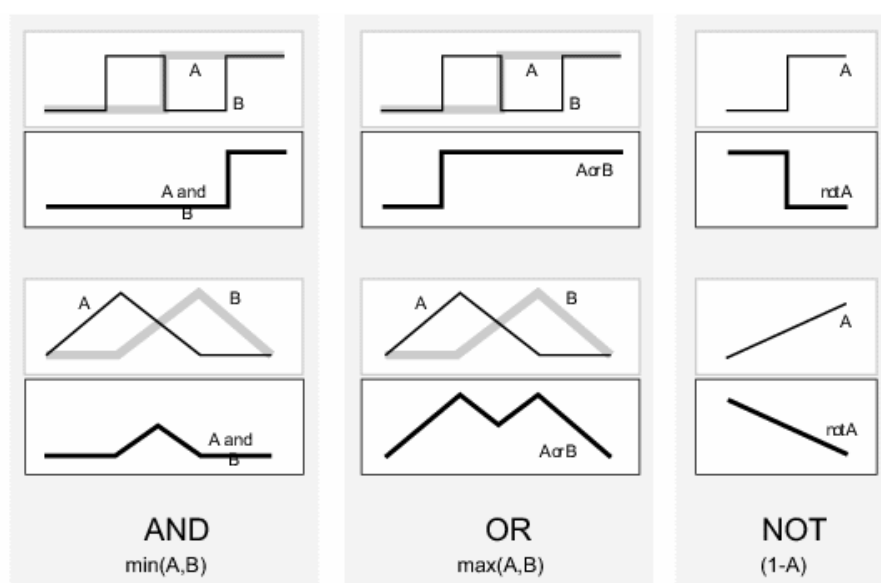 A
B
A and
B
A
B
A and
B
AND
min(A,B)
A
B
AorB
A
B
AorB
OR
max(A,B)
A
notA
A
notA
NOT
(1-A)